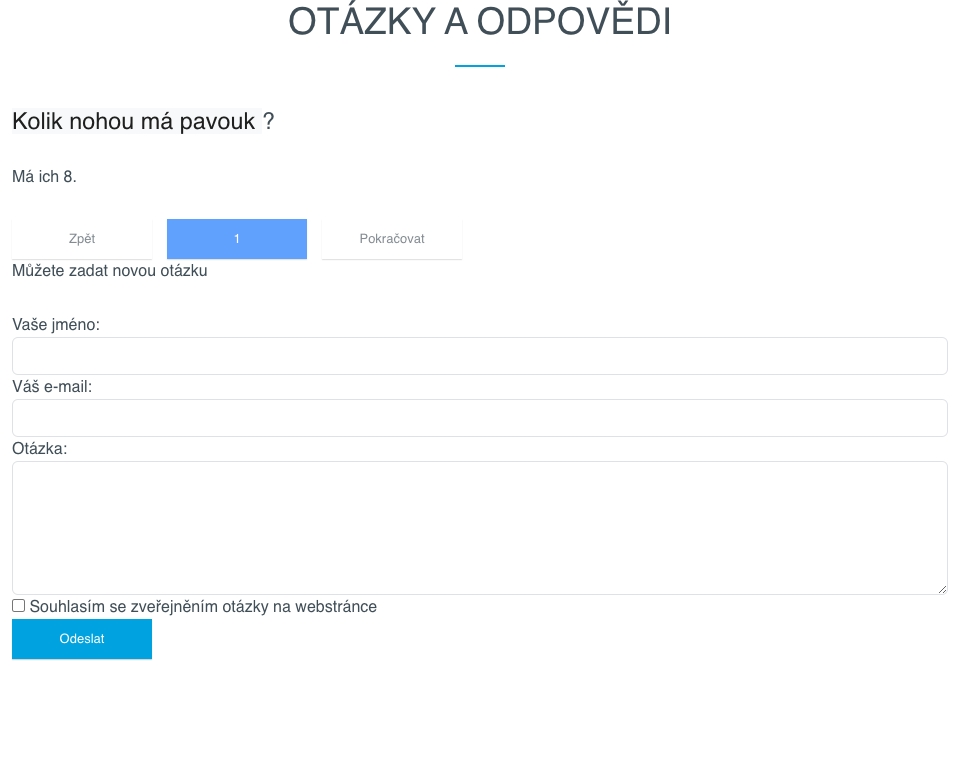 OTÁZKY A ODPOVĚDI
Kolik nohou má pavouk ?
Má ich 8.
Zpět 1 Pokračovat
Můžete zadat novou otázku
Vaše jméno:
Váš e-mail:
Otázka:
Souhlasím se zveřejněním otázky na webstránce
Odeslat